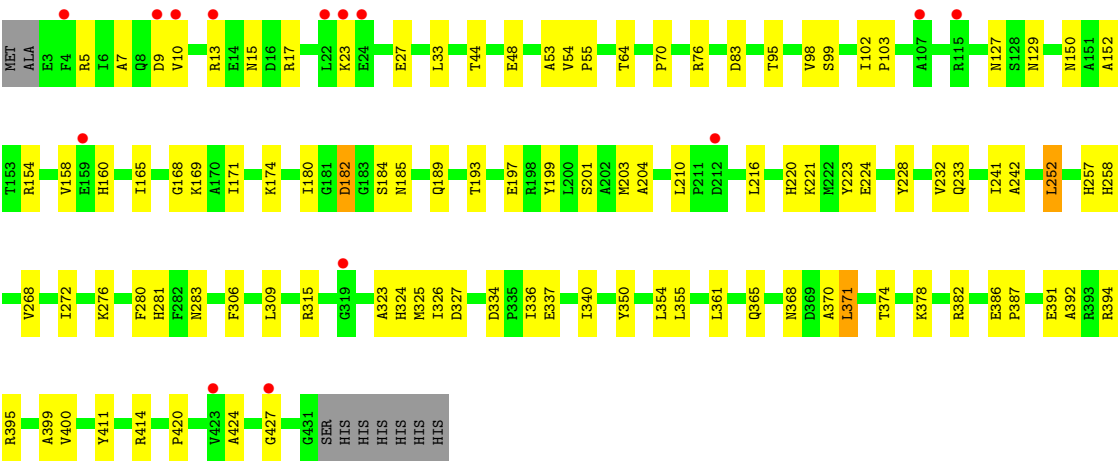 MET ALA E3 F4 R5 I6 A7 Q8 D9 V10 R13 E14 N15 D16 R17 L22 K23 E24 E27 L33 T44 E48 A53 V54 P55 T64 P70 R76 D83 T95 V98 S99 I102 P103 A107 R115 N127 S128 N129 N150 A151 A152
T153 R154 V158 E159 H160 I165 G168 K169 A170 I171 K174 I180 G181 D182 G183 S184 N185 Q189 T193 E197 R198 Y199 L200 S201 A202 M203 A204 L210 P211 D212 L216 H220 K221 M222 Y223 E224 Y228 V232 Q233 I241 A242 L252 H257 H258
V268 I272 K276 F280 H281 F282 N283 F306 L309 R315 G319 A323 H324 M325 I326 D327 D334 P335 I336 E337 I340 Y350 L354 L355 L361 Q365 N368 D369 A370 L371 T374 K378 R382 E386 P387 E391 A392 R393 R394
R395 A399 V400 Y411 R414 P420 V423 A424 G427 G431 SER HIS HIS HIS HIS HIS HIS